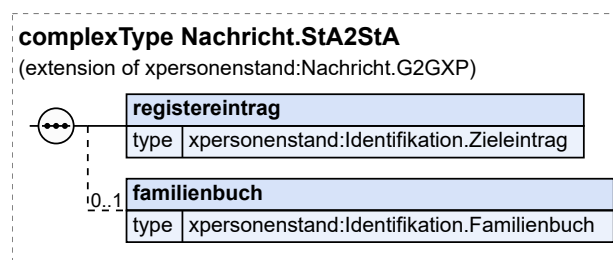 complexType Nachricht.StA2StA
(extension of xpersonenstand:Nachricht.G2GXP)
registereintrag
type xpersonenstand:Identifikation.Zieleintrag
0..1
familienbuch
type xpersonenstand:Identifikation.Familienbuch